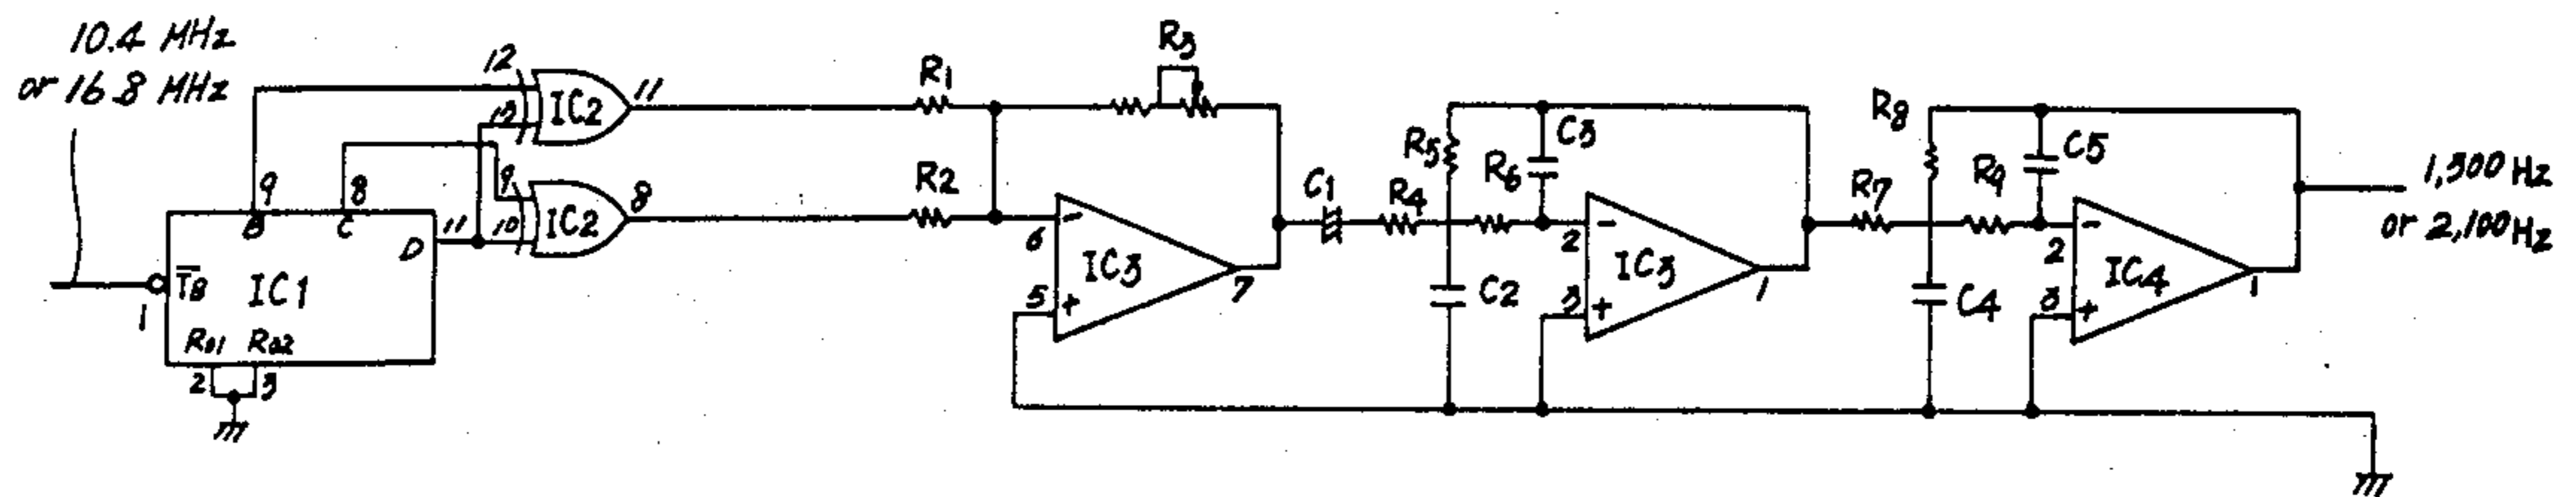 10.4 MHz
or 16.8 MHz
12
13
11
IC2
9
10
8
IC2
9
8
11
B
C
D
T̅B
IC1
1
R01 R02
2
3
R1
R2
R3
6
5
7
-
+
IC3
C1
R4
R5
R6
C3
C2
2
3
1
-
+
IC3
R7
R8
R9
C5
C4
2
3
1
-
+
IC4
1,300 Hz
or 2,100 Hz